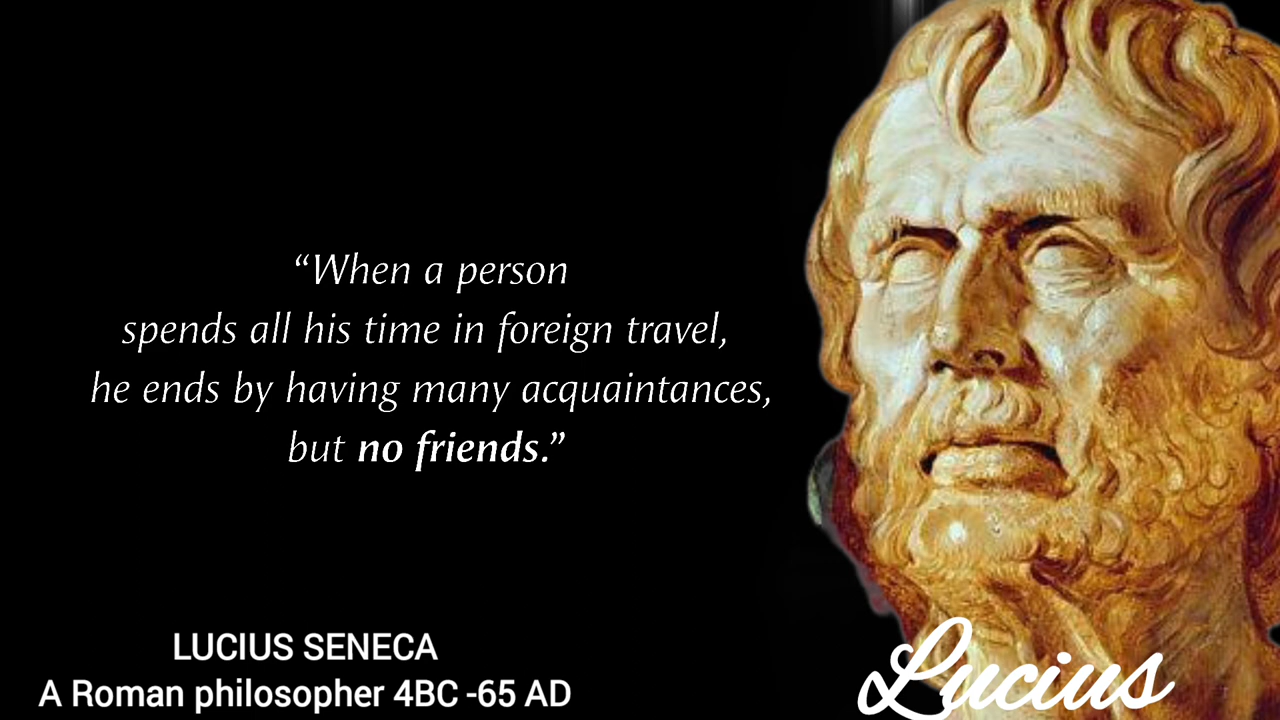 “When a person
spends all his time in foreign travel,
he ends by having many acquaintances,
but no friends.”
LUCIUS SENECA
A Roman philosopher 4BC -65 AD
Lucius